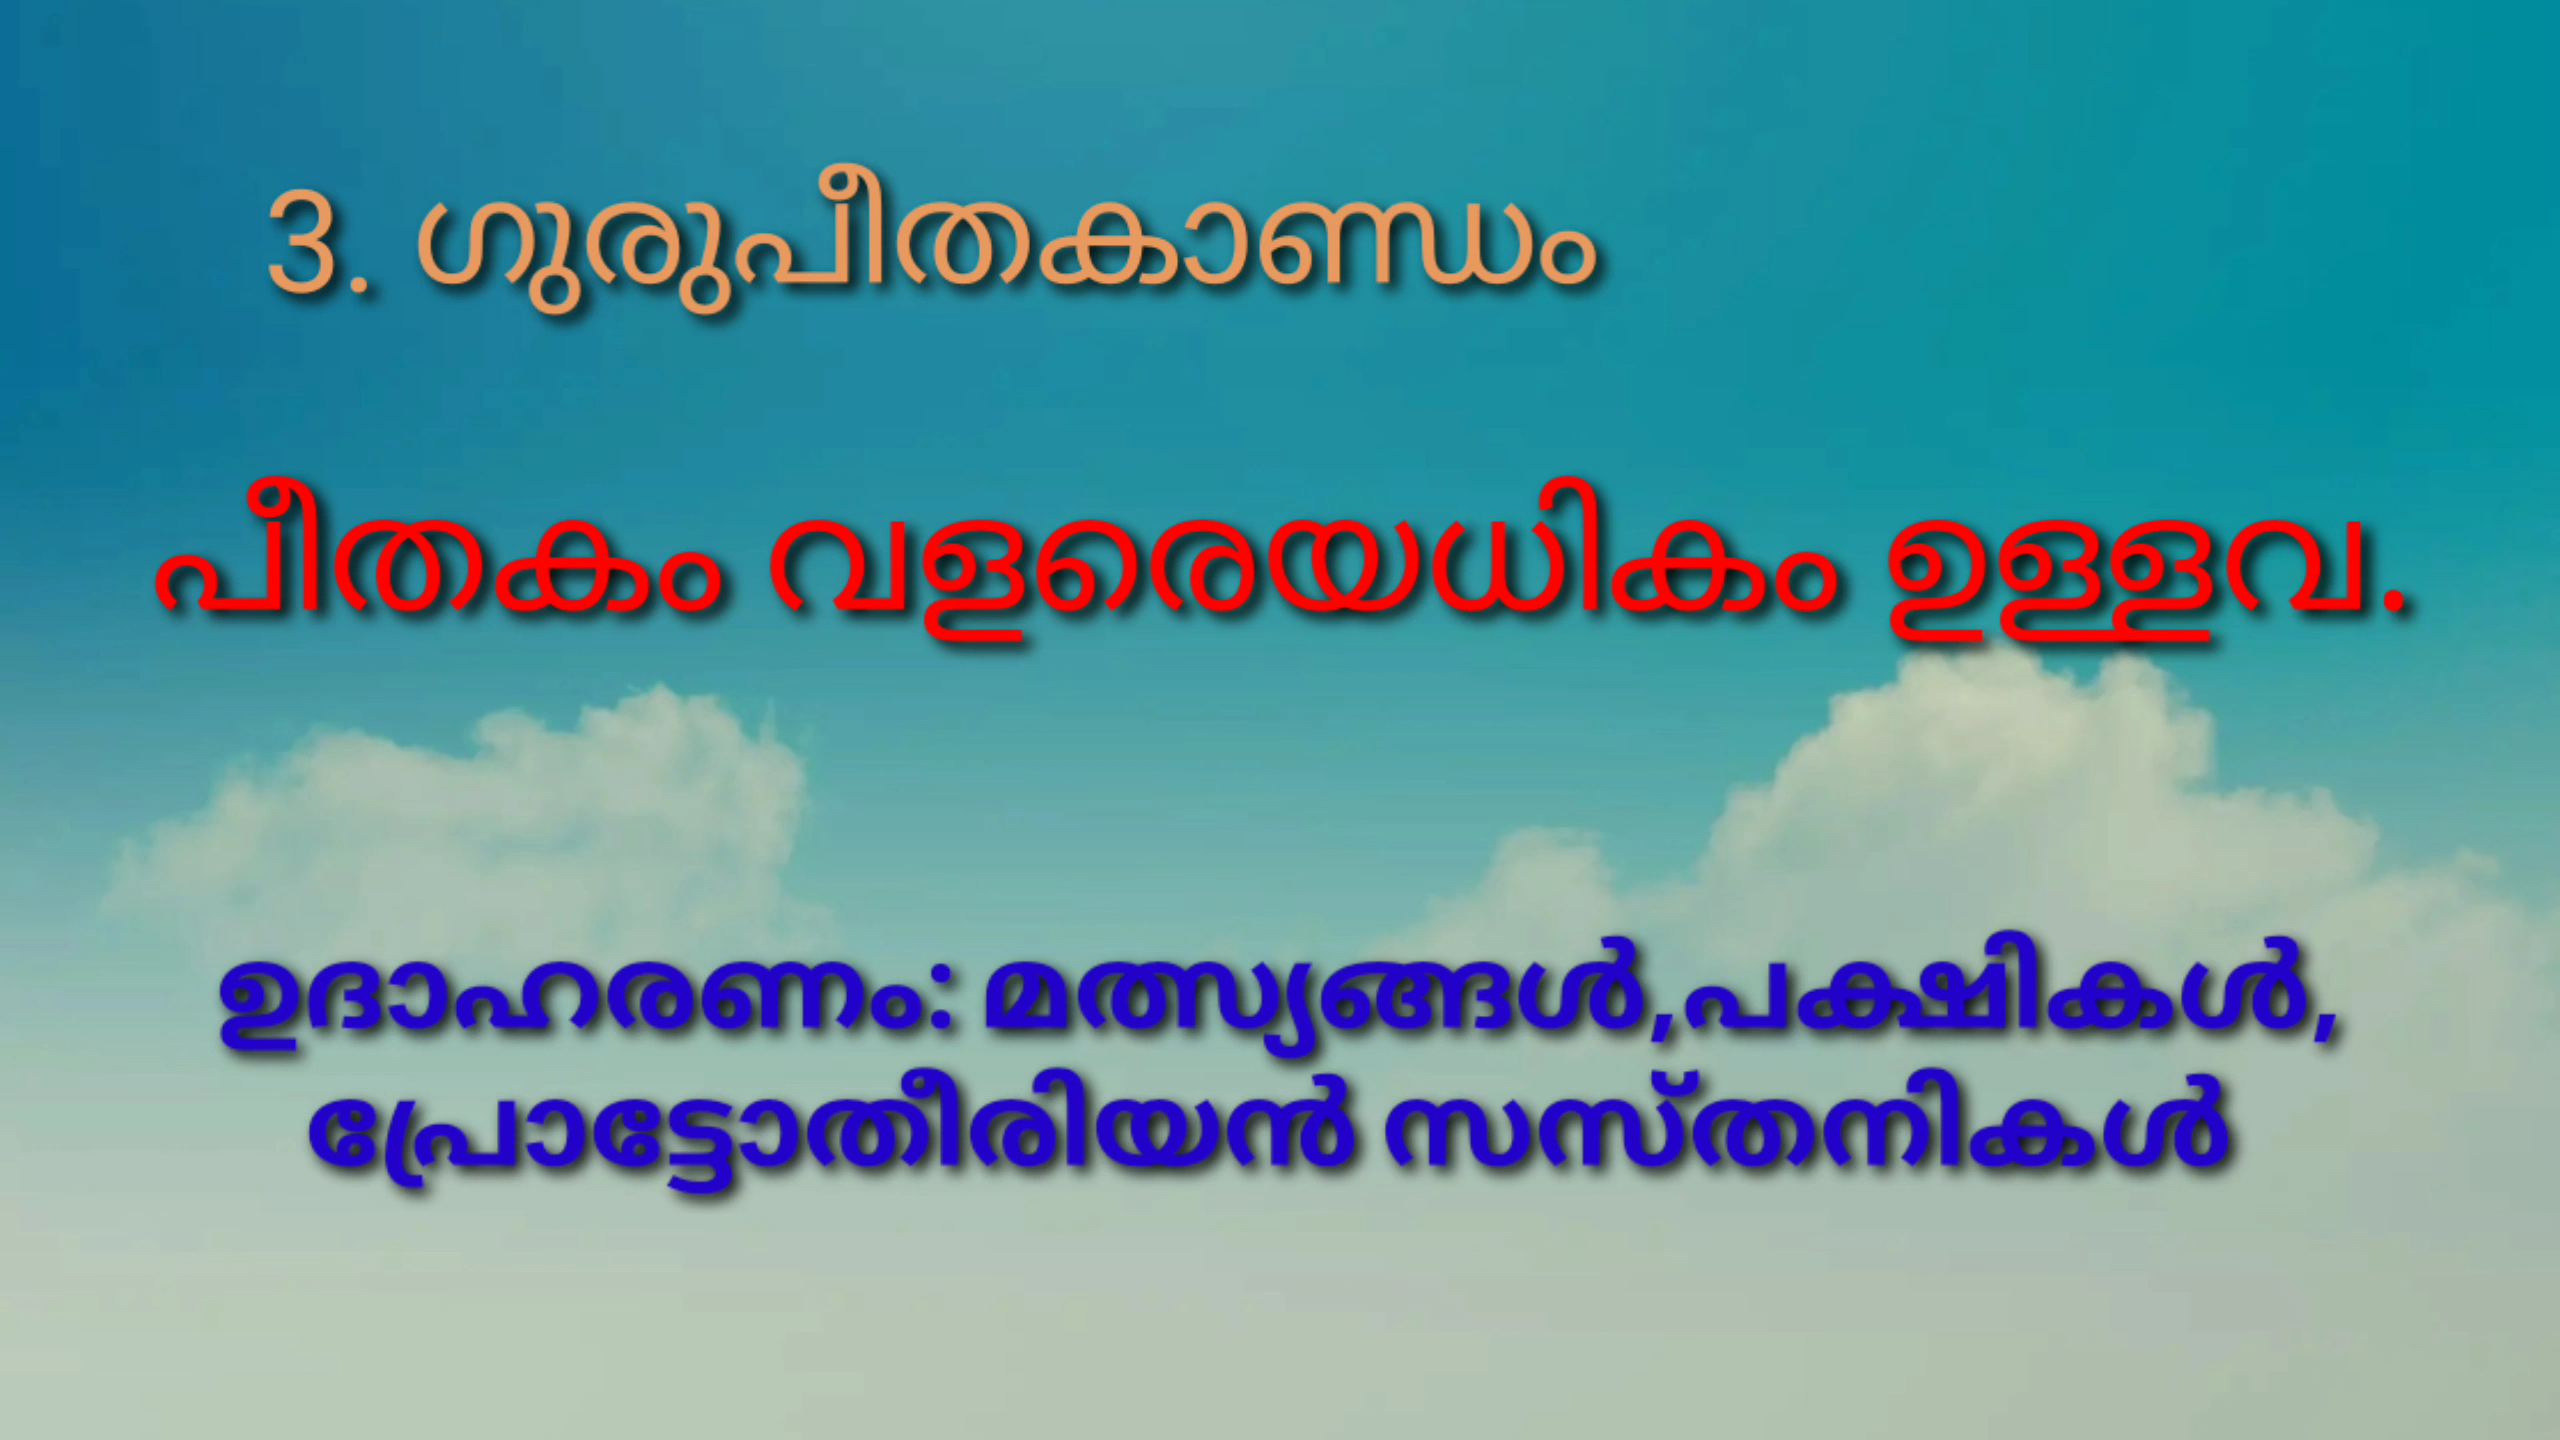 3. ഗുരുപീതകാണ്ഡം
പീതകം വളരെയധികം ഉള്ളവ.
ഉദാഹരണം: മത്സ്യങ്ങൾ,പക്ഷികൾ,
പ്രോട്ടോതീരിയൻ സസ്തനികൾ